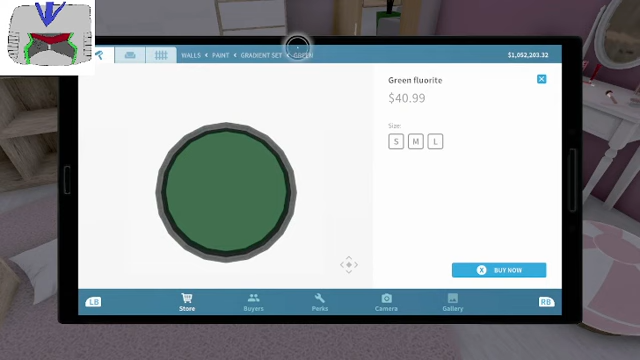 WALLS < PAINT < GRADIENT SET < GREEN
$1,052,203.32
Green fluorite
$40.99
Size:
S M L
X BUY NOW
LB
Store
Buyers
Perks
Camera
Gallery
RB